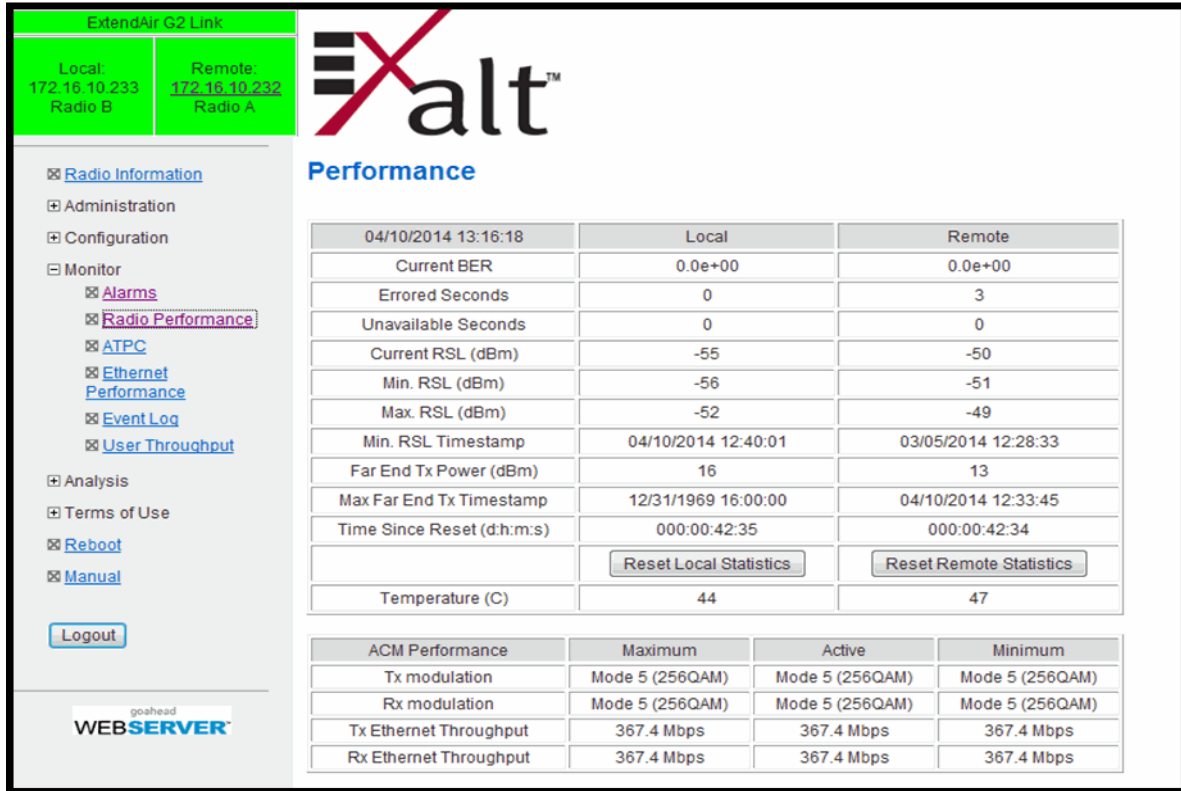 ExtendAir G2 Link
Local:
172.16.10.233
Radio B
Remote:
172.16.10.232
Radio A
Exalt™
Radio Information
Administration
Configuration
Monitor
Alarms
Radio Performance
ATPC
Ethernet
Performance
Event Log
User Throughput
Analysis
Terms of Use
Reboot
Manual
Logout
goahead
WEBSERVER™
Performance
04/10/2014 13:16:18 Local Remote
Current BER 0.0e+00 0.0e+00
Errored Seconds 0 3
Unavailable Seconds 0 0
Current RSL (dBm) -55 -50
Min. RSL (dBm) -56 -51
Max. RSL (dBm) -52 -49
Min. RSL Timestamp 04/10/2014 12:40:01 03/05/2014 12:28:33
Far End Tx Power (dBm) 16 13
Max Far End Tx Timestamp 12/31/1969 16:00:00 04/10/2014 12:33:45
Time Since Reset (d:h:m:s) 000:00:42:35 000:00:42:34
Reset Local Statistics Reset Remote Statistics
Temperature (C) 44 47
ACM Performance Maximum Active Minimum
Tx modulation Mode 5 (256QAM) Mode 5 (256QAM) Mode 5 (256QAM)
Rx modulation Mode 5 (256QAM) Mode 5 (256QAM) Mode 5 (256QAM)
Tx Ethernet Throughput 367.4 Mbps 367.4 Mbps 367.4 Mbps
Rx Ethernet Throughput 367.4 Mbps 367.4 Mbps 367.4 Mbps